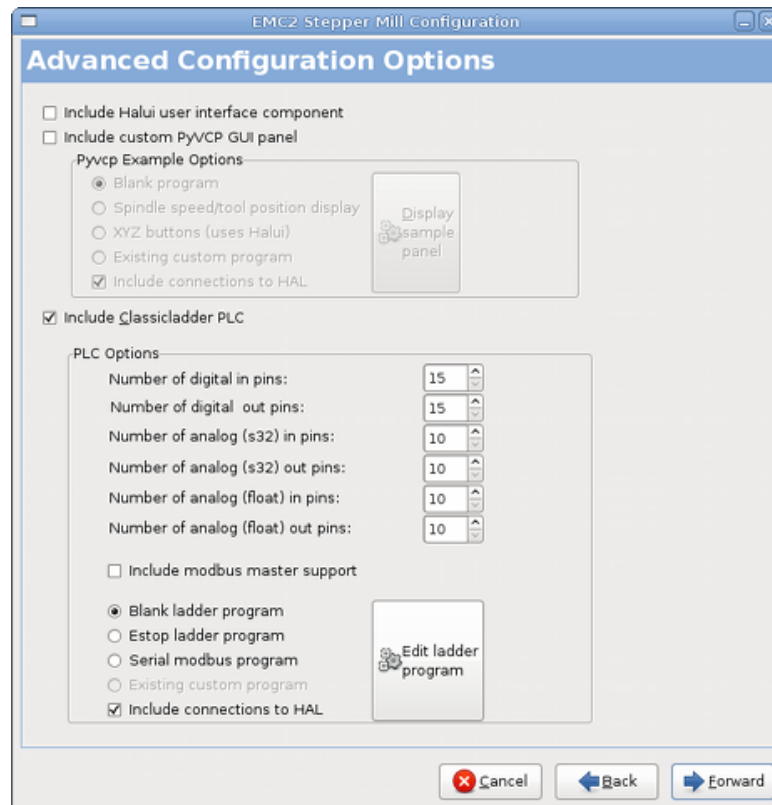 EMC2 Stepper Mill Configuration
Advanced Configuration Options
Include Halui user interface component
Include custom PyVCP GUI panel
Pyvcp Example Options
Blank program
Spindle speed/tool position display
XYZ buttons (uses Halui)
Existing custom program
Include connections to HAL
Display
sample
panel
Include Classicladder PLC
PLC Options
Number of digital in pins: 15
Number of digital out pins: 15
Number of analog (s32) in pins: 10
Number of analog (s32) out pins: 10
Number of analog (float) in pins: 10
Number of analog (float) out pins: 10
Include modbus master support
Blank ladder program
Estop ladder program
Serial modbus program
Existing custom program
Include connections to HAL
Edit ladder
program
Cancel Back Forward